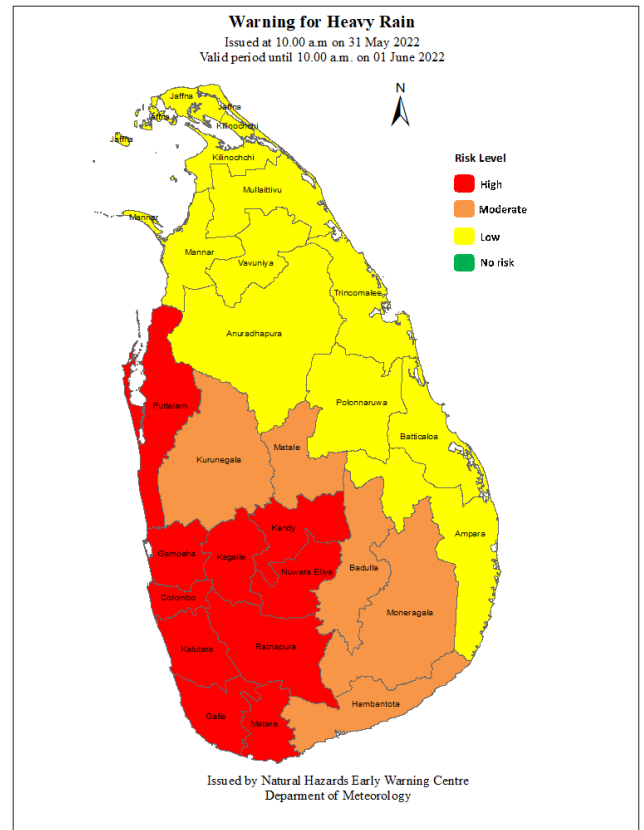 Warning for Heavy Rain
Issued at 10.00 a.m on 31 May 2022
Valid period until 10.00 a.m. on 01 June 2022
N
Risk Level
High
Moderate
Low
No risk
Jaffna
Jaffna
Jaffna
Kilinochchi
Jaffna
Kilinochchi
Mullaittivu
Mannar
Mannar
Vavuniya
Trincomalee
Anuradhapura
Puttalam
Polonnaruwa
Batticaloa
Kurunegala
Matale
Kandy
Ampara
Gampaha
Kegalle
Nuwara Eliya
Badulla
Colombo
Moneragala
Kalutara
Ratnapura
Hambantota
Galle
Matara
Issued by Natural Hazards Early Warning Centre
Deparment of Meteorology